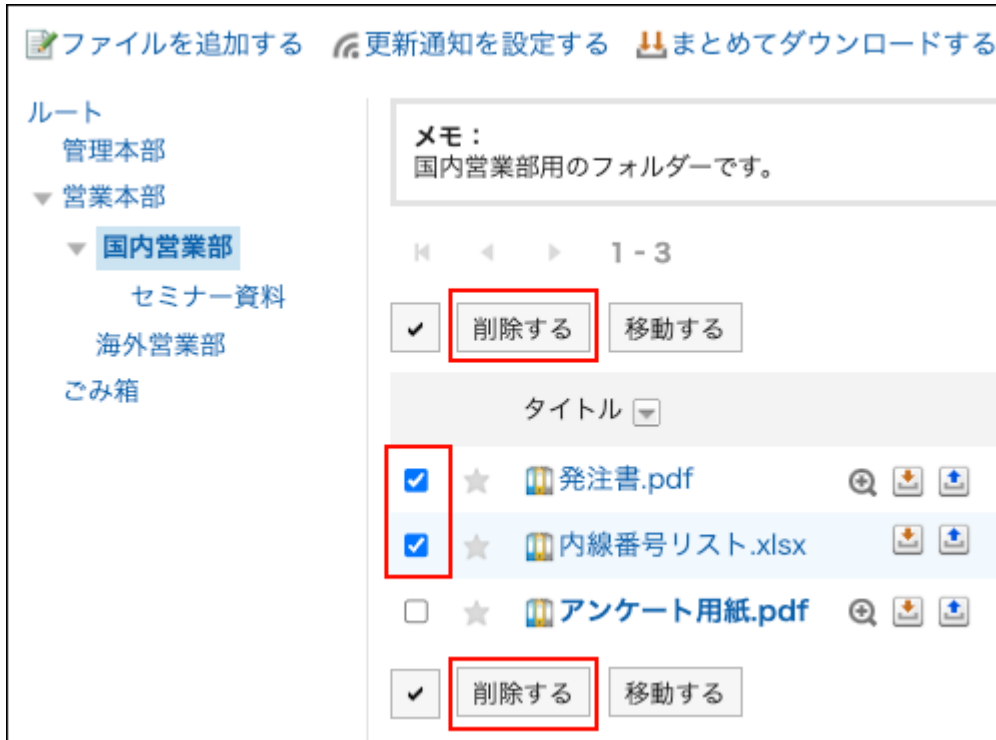 ファイルを追加する 更新通知を設定する まとめてダウンロードする
ルート
管理本部
営業本部
国内営業部
セミナー資料
海外営業部
ごみ箱
メモ：
国内営業部用のフォルダーです。
1 - 3
削除する 移動する
タイトル
発注書.pdf
内線番号リスト.xlsx
アンケート用紙.pdf
削除する 移動する